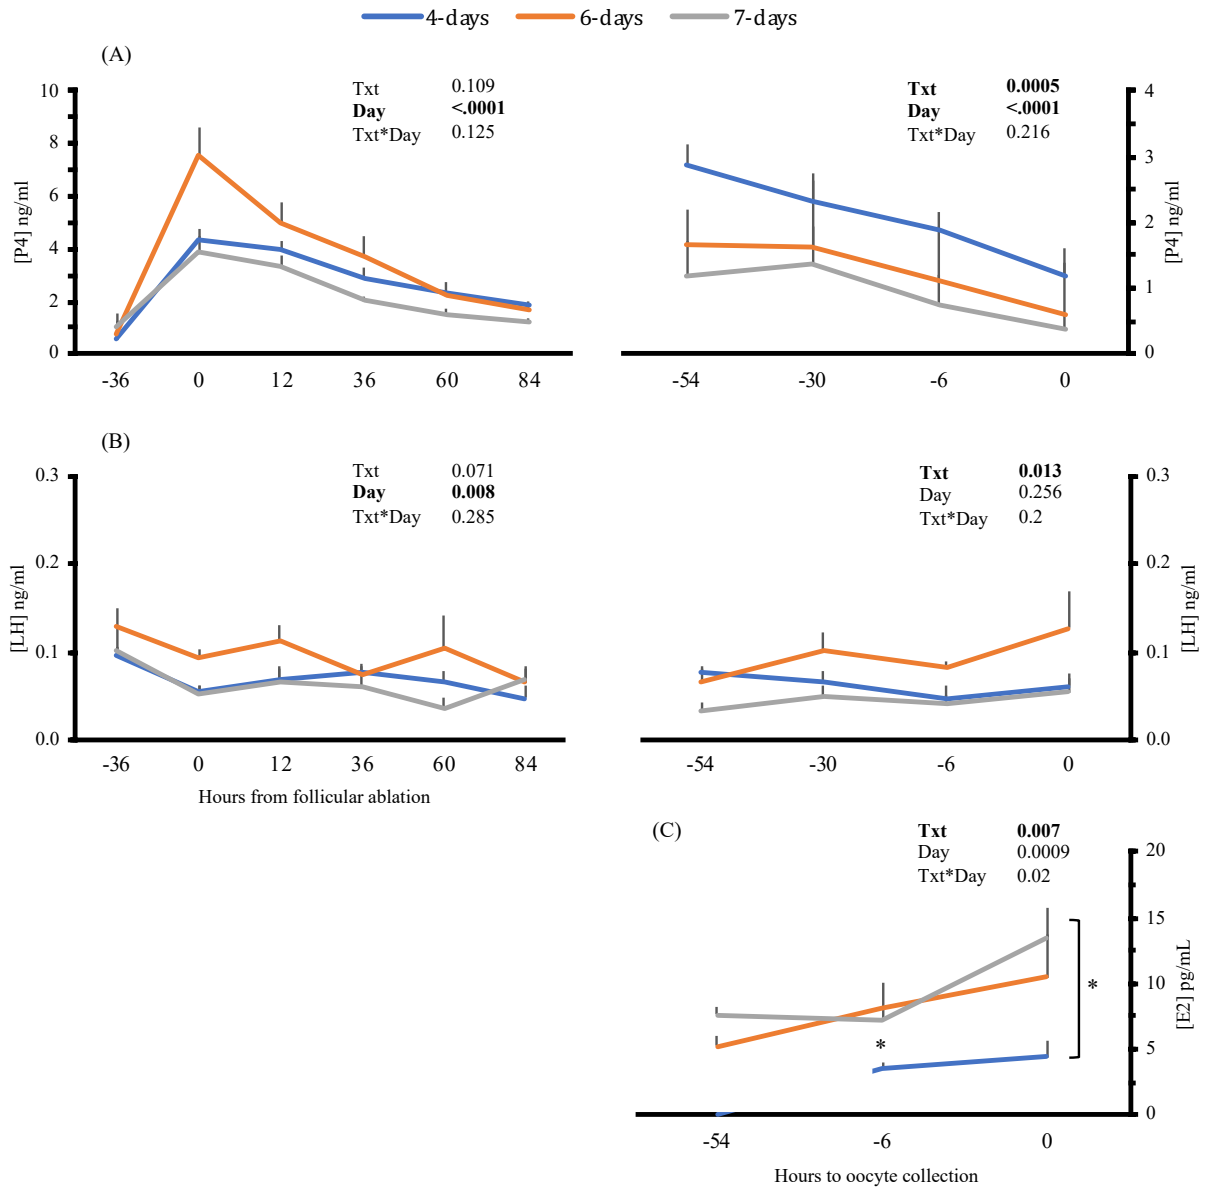 4-days 6-days 7-days
(A)
Txt 0.109
Day <.0001
Txt*Day 0.125
10
8
6
4
2
0
[P4] ng/ml
-36 0 12 36 60 84
Txt 0.0005
Day <.0001
Txt*Day 0.216
4
3
2
1
0
[P4] ng/ml
-54 -30 -6 0
(B)
Txt 0.071
Day 0.008
Txt*Day 0.285
0.3
0.2
0.1
0.0
[LH] ng/ml
-36 0 12 36 60 84
Hours from follicular ablation
Txt 0.013
Day 0.256
Txt*Day 0.2
0.3
0.2
0.1
0.0
[LH] ng/ml
-54 -30 -6 0
(C)
Txt 0.007
Day 0.0009
Txt*Day 0.02
20
15
10
5
0
[E2] pg/mL
*
*
-54 -6 0
Hours to oocyte collection